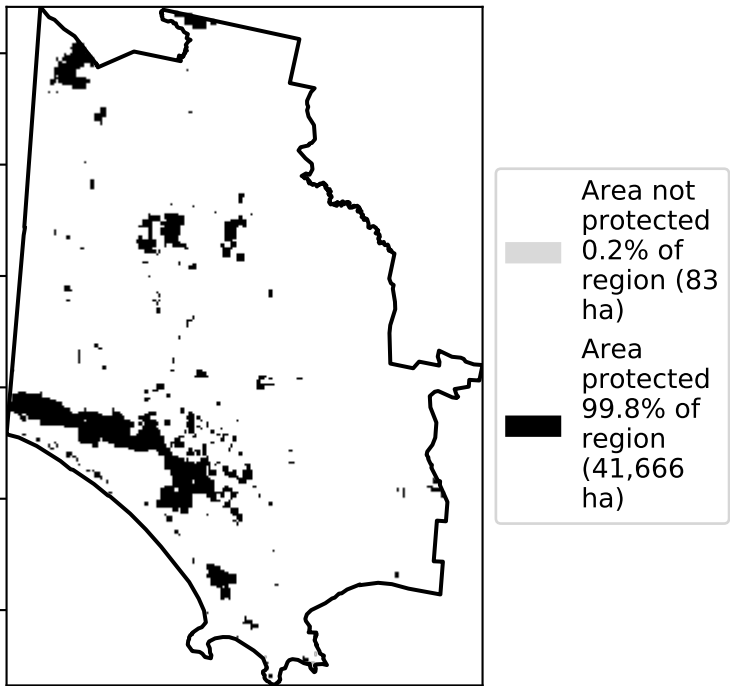 Area not
protected
0.2% of
region (83
ha)
Area
protected
99.8% of
region
(41,666
ha)